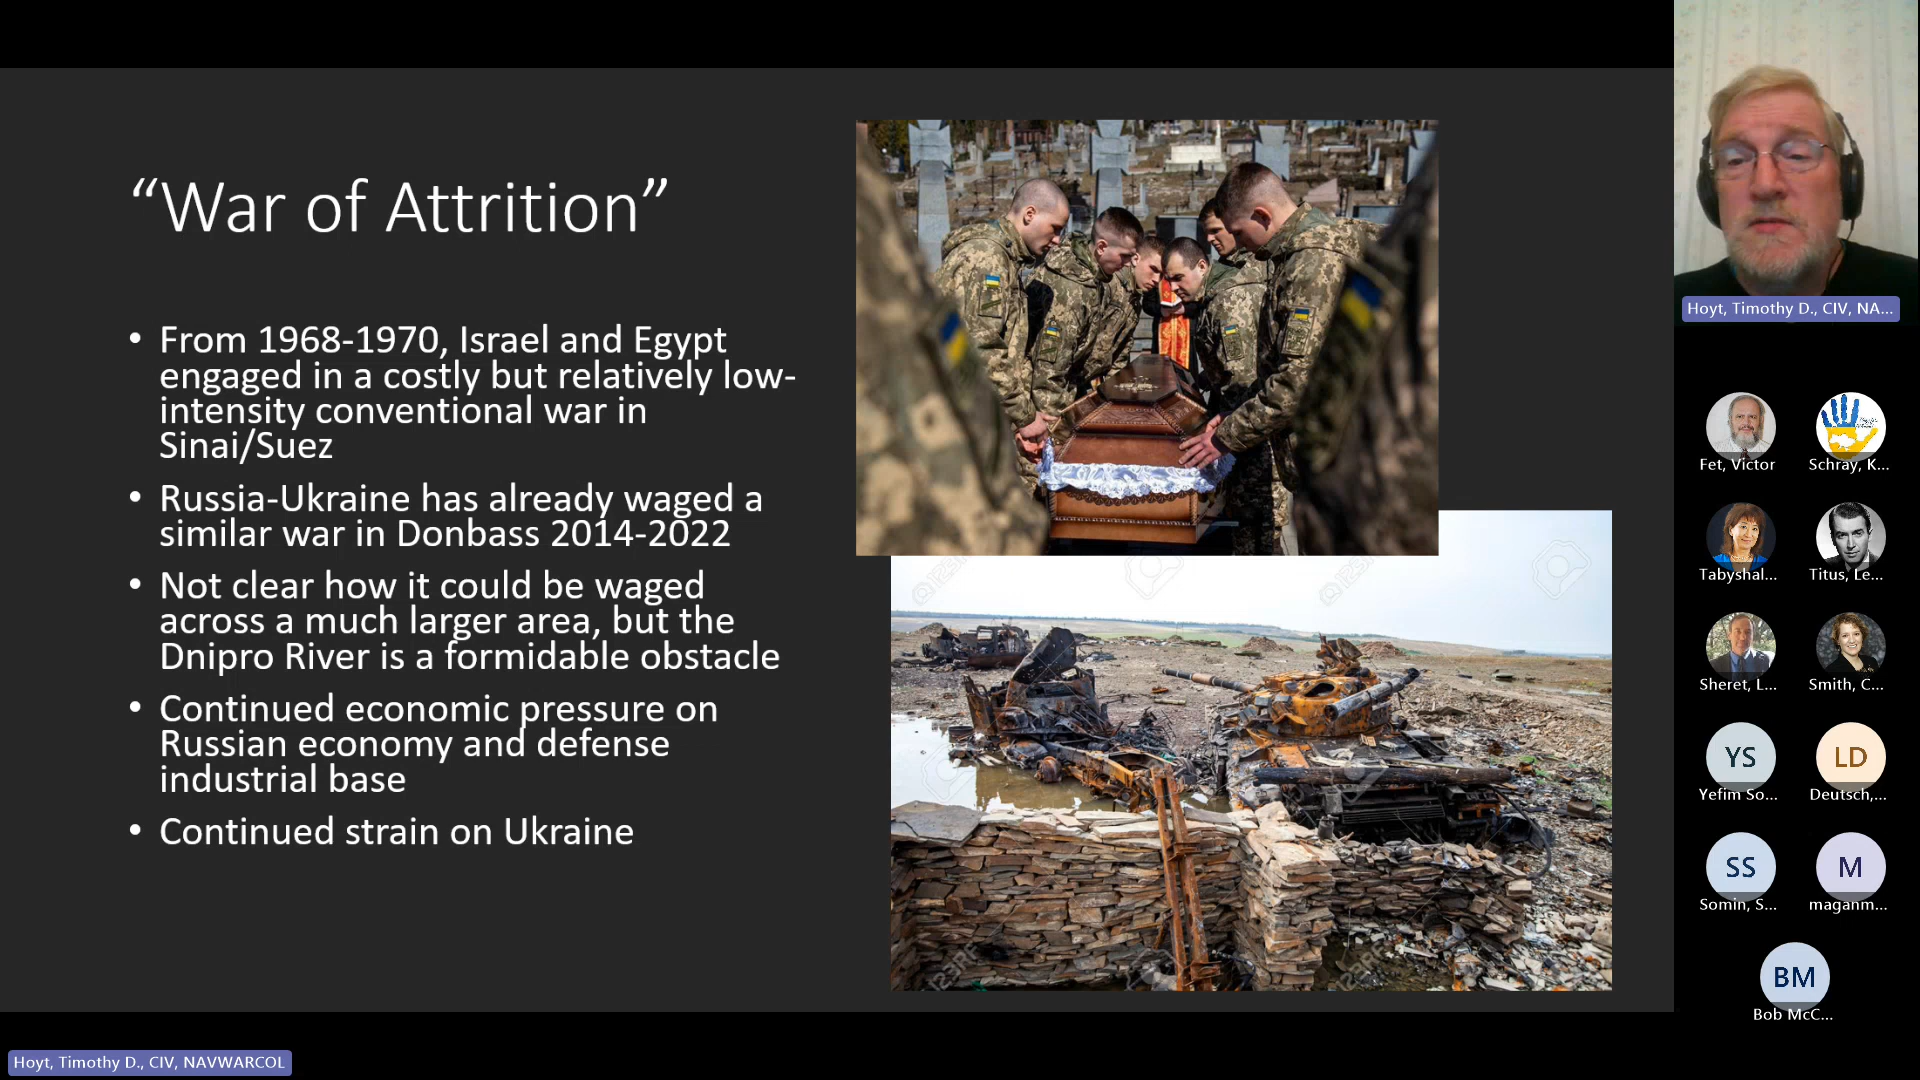 “War of Attrition”
• From 1968-1970, Israel and Egypt
engaged in a costly but relatively low-
intensity conventional war in
Sinai/Suez
• Russia-Ukraine has already waged a
similar war in Donbass 2014-2022
• Not clear how it could be waged
across a much larger area, but the
Dnipro River is a formidable obstacle
• Continued economic pressure on
Russian economy and defense
industrial base
• Continued strain on Ukraine
Hoyt, Timothy D., CIV, NA...
Fet, Victor
Schray, K...
Tabyshal...
Titus, Le...
Sheret, L...
Smith, C...
YS
Yefim So...
LD
Deutsch,...
SS
Somin, S...
M
maganm...
BM
Bob McC...
Hoyt, Timothy D., CIV, NAVWARCOL